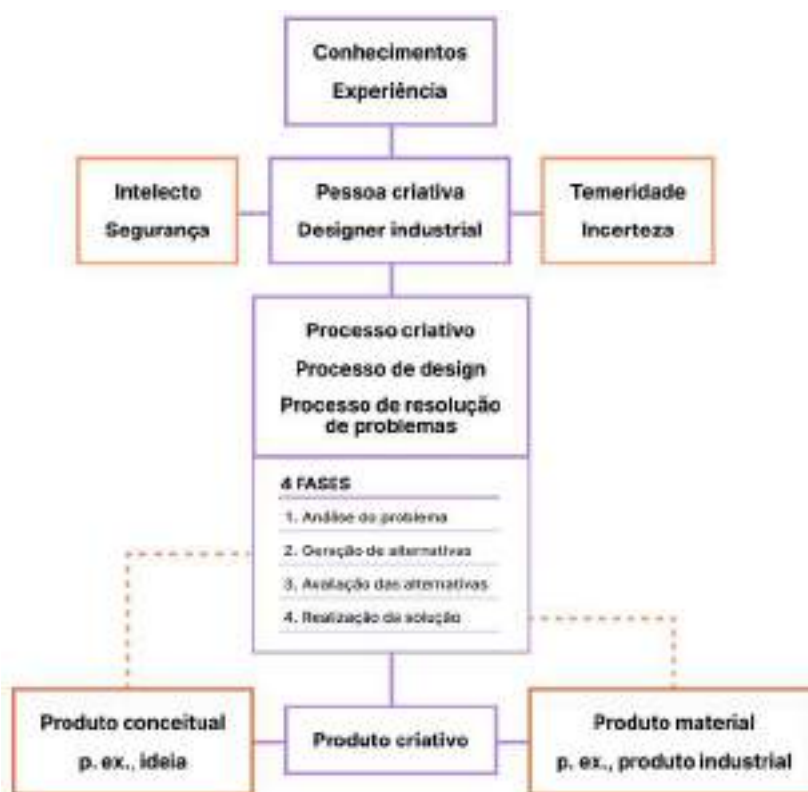 Conhecimentos
Experiência
Intelecto
Segurança
Pessoa criativa
Designer industrial
Temeridade
Incerteza
Processo criativo
Processo de design
Processo de resolução
de problemas
4 FASES
1. Análise do problema
2. Geração de alternativas
3. Avaliação das alternativas
4. Realização da solução
Produto conceitual
p. ex., ideia
Produto criativo
Produto material
p. ex., produto industrial